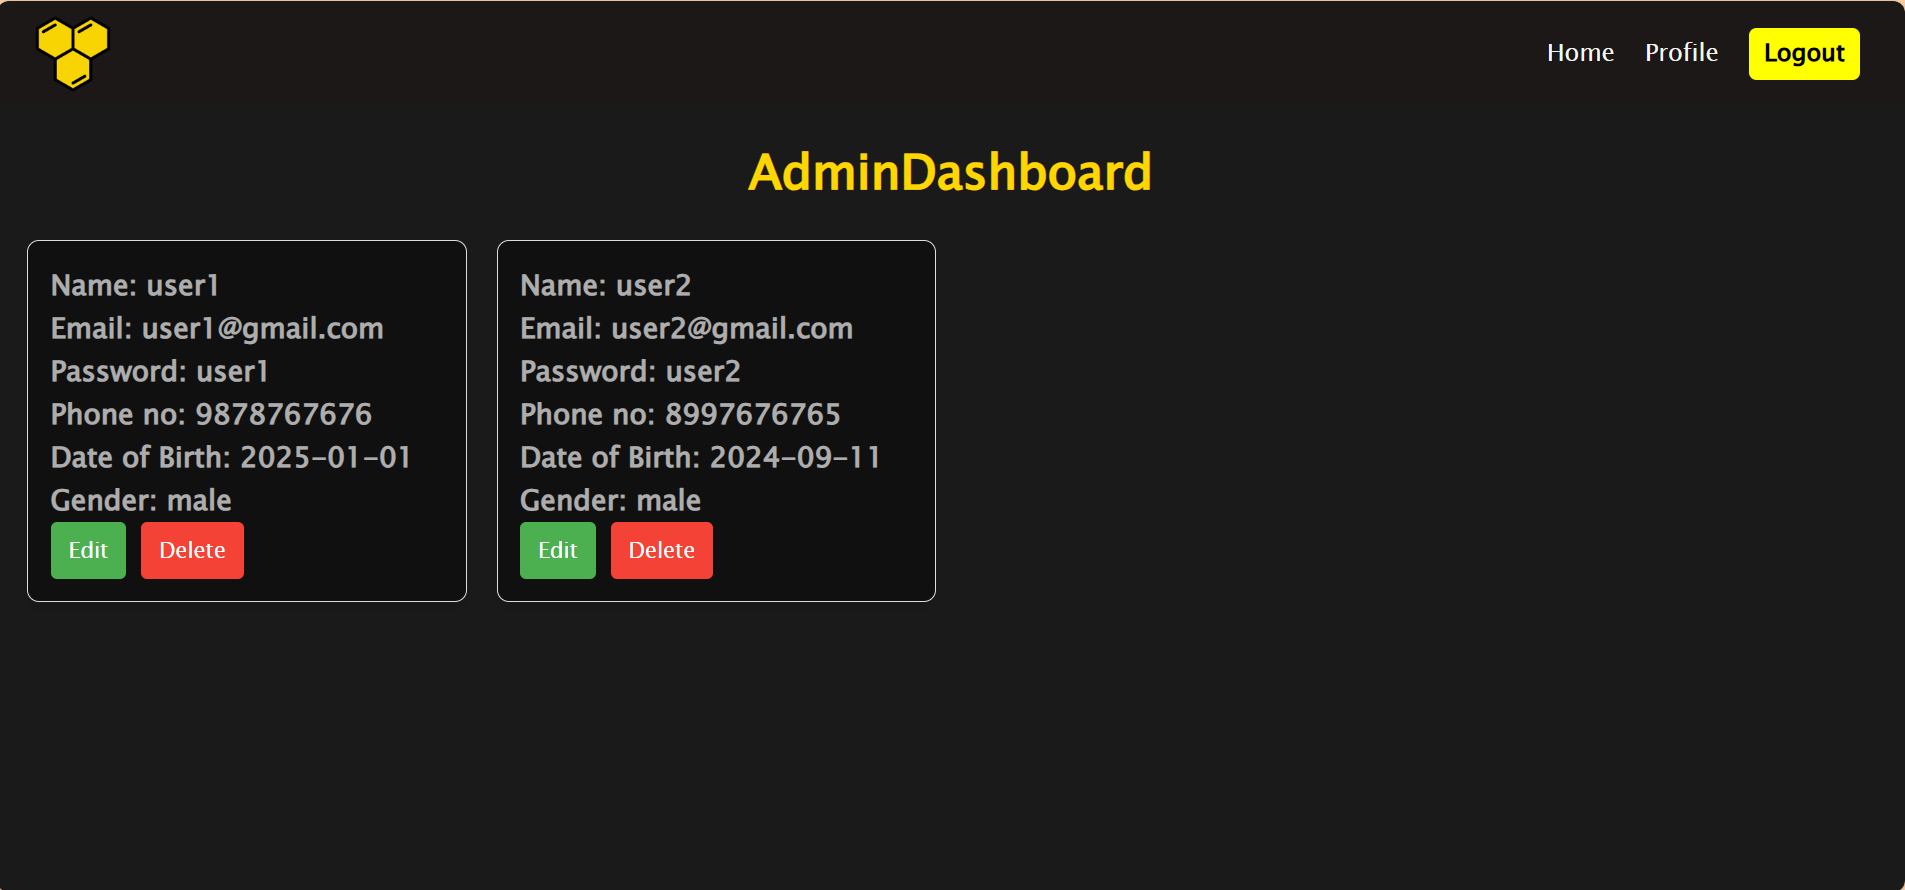 Home Profile Logout
AdminDashboard
Name: user1
Email: user1@gmail.com
Password: user1
Phone no: 9878767676
Date of Birth: 2025-01-01
Gender: male
Edit Delete
Name: user2
Email: user2@gmail.com
Password: user2
Phone no: 8997676765
Date of Birth: 2024-09-11
Gender: male
Edit Delete